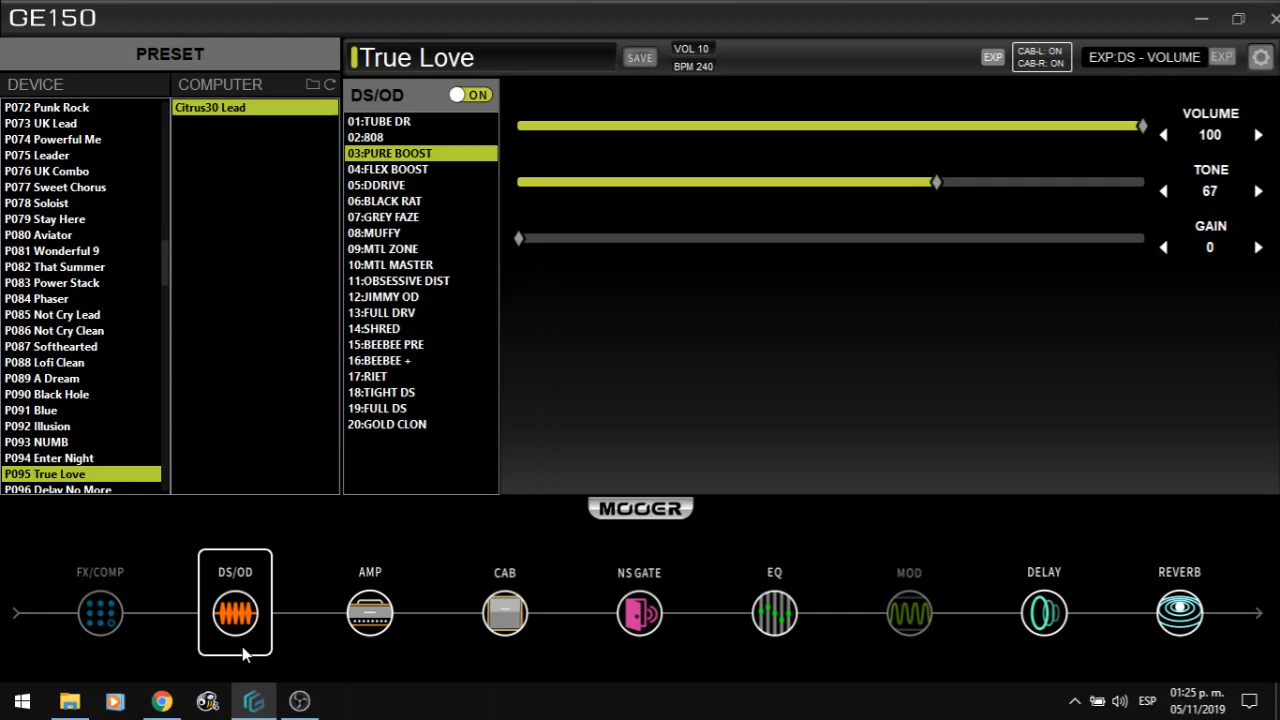 GE150
PRESET
True Love
SAVE
VOL 10
BPM 240
EXP
CAB-L: ON
CAB-R: ON
EXP:DS - VOLUME
EXP
DEVICE
P072 Punk Rock
P073 UK Lead
P074 Powerful Me
P075 Leader
P076 UK Combo
P077 Sweet Chorus
P078 Soloist
P079 Stay Here
P080 Aviator
P081 Wonderful 9
P082 That Summer
P083 Power Stack
P084 Phaser
P085 Not Cry Lead
P086 Not Cry Clean
P087 Softhearted
P088 Lofi Clean
P089 A Dream
P090 Black Hole
P091 Blue
P092 Illusion
P093 NUMB
P094 Enter Night
P095 True Love
P096 Delay No More
COMPUTER
Citrus30 Lead
DS/OD
ON
01:TUBE DR
02:808
03:PURE BOOST
04:FLEX BOOST
05:DDRIVE
06:BLACK RAT
07:GREY FAZE
08:MUFFY
09:MTL ZONE
10:MTL MASTER
11:OBSESSIVE DIST
12:JIMMY OD
13:FULL DRV
14:SHRED
15:BEEBEE PRE
16:BEEBEE +
17:RIET
18:TIGHT DS
19:FULL DS
20:GOLD CLON
VOLUME
100
TONE
67
GAIN
0
MOOER
FX/COMP
DS/OD
AMP
CAB
NS GATE
EQ
MOD
DELAY
REVERB
ESP
01:25 p. m.
05/11/2019